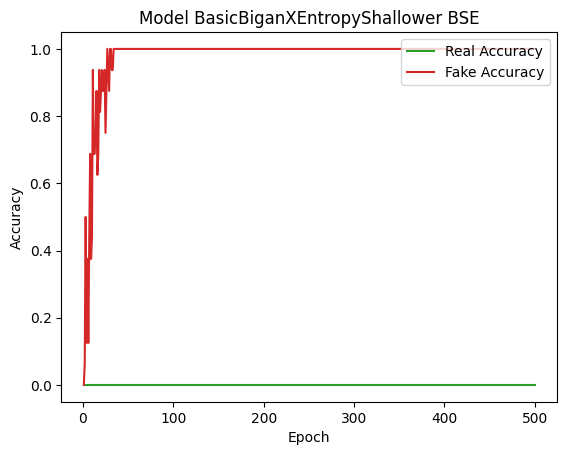 Model BasicBiganXEntropyShallower BSE
Real Accuracy
Fake Accuracy
Accuracy
1.0
0.8
0.6
0.4
0.2
0.0
0
100
200
300
400
500
Epoch